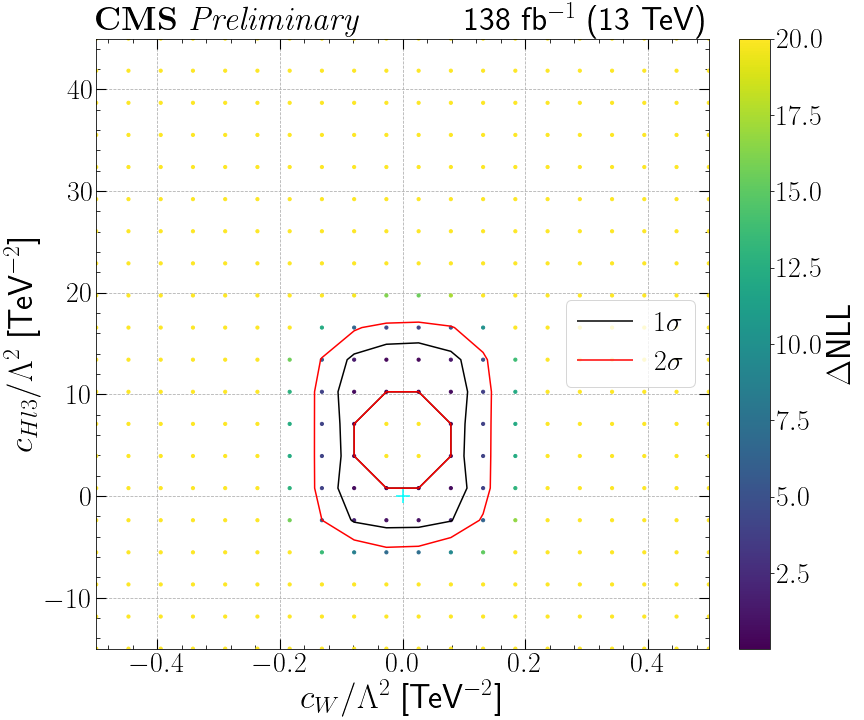 CMS Preliminary 138 fb⁻¹ (13 TeV)
c_{Hl3}/Λ² [TeV⁻²]
40
30
20
10
0
−10
−0.4 −0.2 0.0 0.2 0.4
c_W/Λ² [TeV⁻²]
1σ
2σ
20.0
17.5
15.0
12.5
10.0
7.5
5.0
2.5
ΔNLL